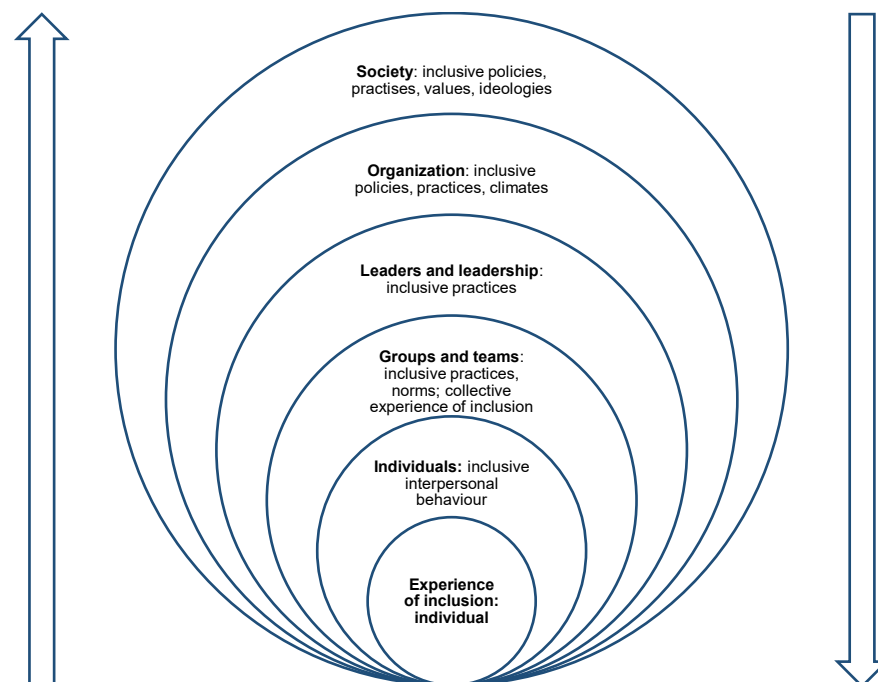 Society: inclusive policies,
practises, values, ideologies
Organization: inclusive
policies, practices, climates
Leaders and leadership:
inclusive practices
Groups and teams:
inclusive practices,
norms; collective
experience of inclusion
Individuals: inclusive
interpersonal
behaviour
Experience
of inclusion:
individual